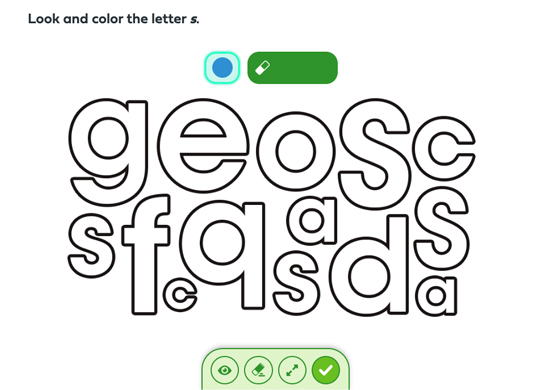 Look and color the letter s.
g e o s c
s f q a s
c s d a